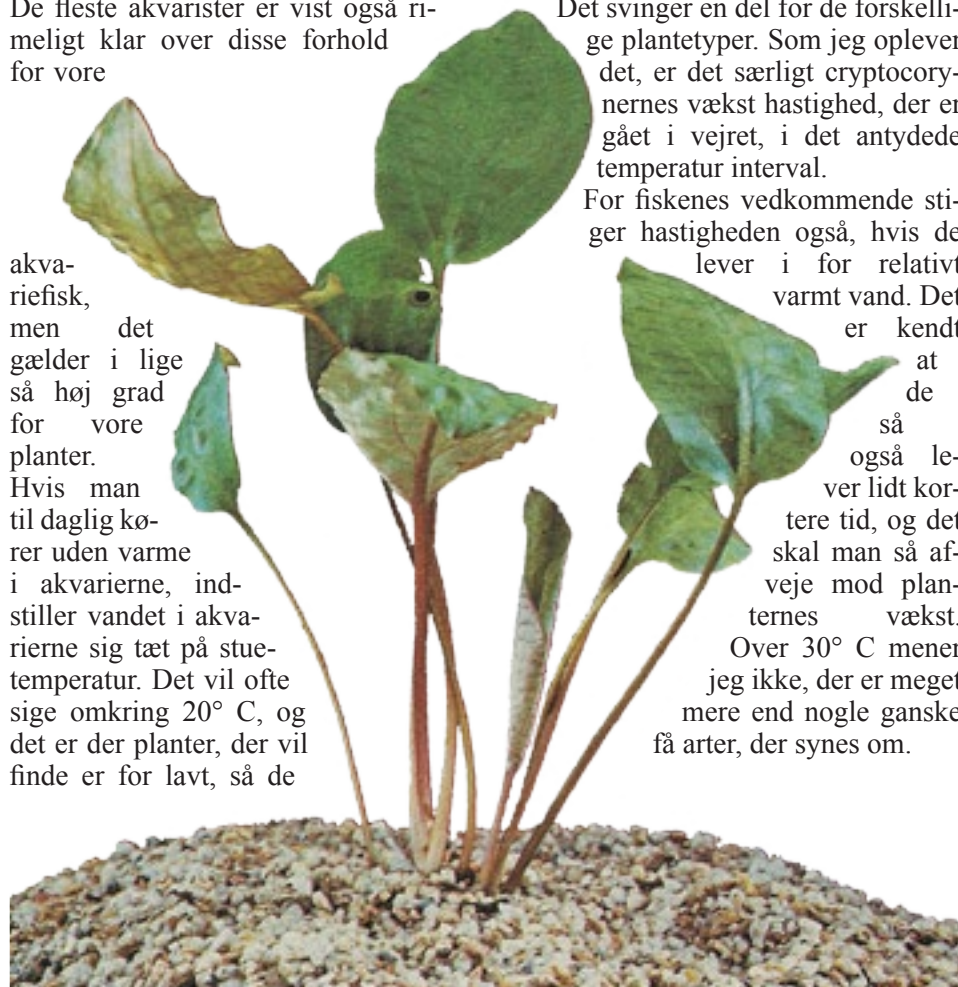 De fleste akvarister er vist også ri-
meligt klar over disse forhold
for vore
akva-
riefisk,
men det
gælder i lige
så høj grad
for vore
planter.
Hvis man
til daglig kø-
rer uden varme
i akvarierne, ind-
stiller vandet i akva-
rierne sig tæt på stue-
temperatur. Det vil ofte
sige omkring 20° C, og
det er der planter, der vil
finde er for lavt, så de
Det svinger en del for de forskelli-
ge plantetyper. Som jeg oplever
det, er det særligt cryptocory-
nernes vækst hastighed, der er
gået i vejret, i det antydede
temperatur interval.
For fiskenes vedkommende sti-
ger hastigheden også, hvis de
lever i for relativt
varmt vand. Det
er kendt
at
de
så
også le-
ver lidt kor-
tere tid, og det
skal man så af-
veje mod plan-
ternes vækst.
Over 30° C mener
jeg ikke, der er meget
mere end nogle ganske
få arter, der synes om.